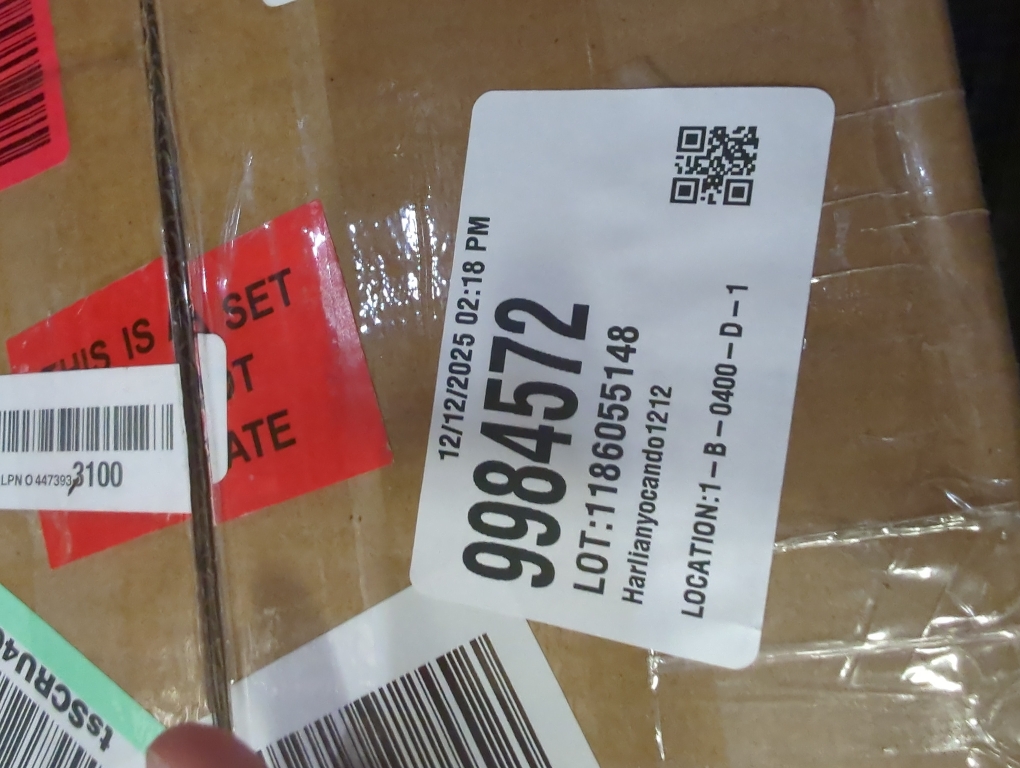 12/12/2025 02:18 PM
9984572
LOT:1186055148
Harlianyocando1212
LOCATION:1-B-0400-D-1
THIS IS A SET
OT
ATE
LPN O 447393
3100
tsSCRU4